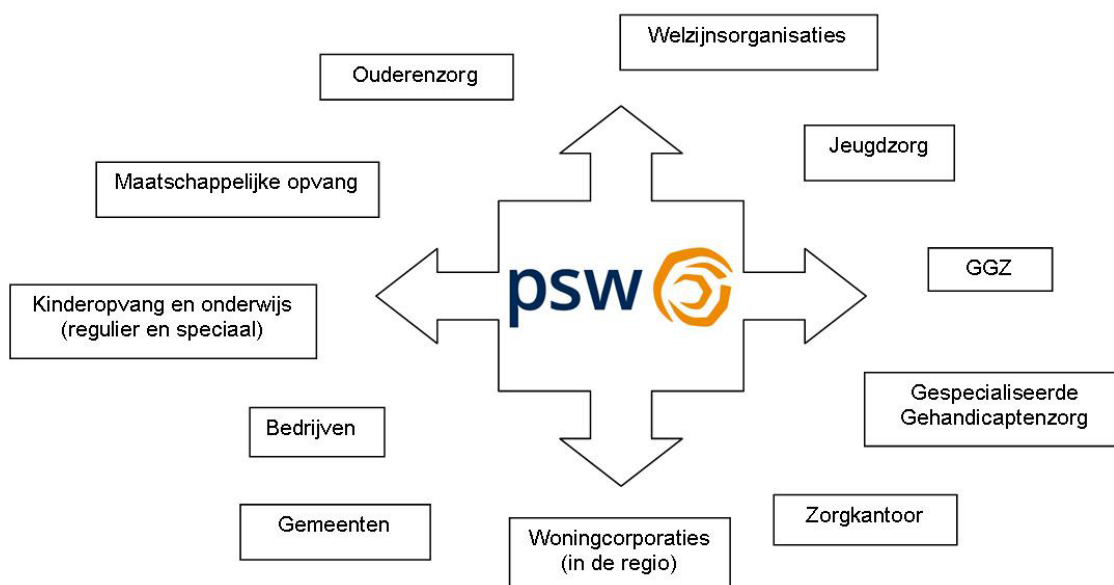 Welzijnsorganisaties
Ouderenzorg
Jeugdzorg
Maatschappelijke opvang
GGZ
psw
Kinderopvang en onderwijs
(regulier en speciaal)
Gespecialiseerde
Gehandicaptenzorg
Bedrijven
Zorgkantoor
Gemeenten
Woningcorporaties
(in de regio)